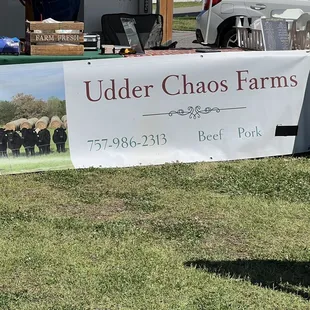 FARM FRESH
Udder Chaos Farms
757-986-2313 Beef Pork